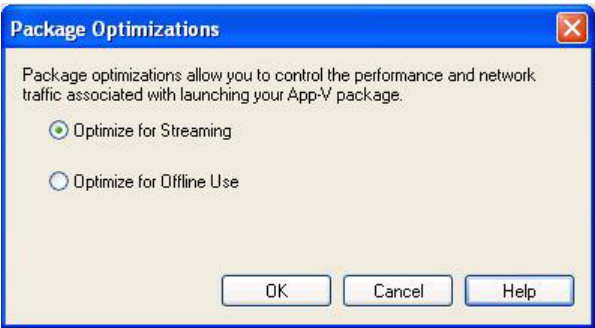 Package Optimizations
Package optimizations allow you to control the performance and network
traffic associated with launching your App-V package.
Optimize for Streaming
Optimize for Offline Use
OK Cancel Help